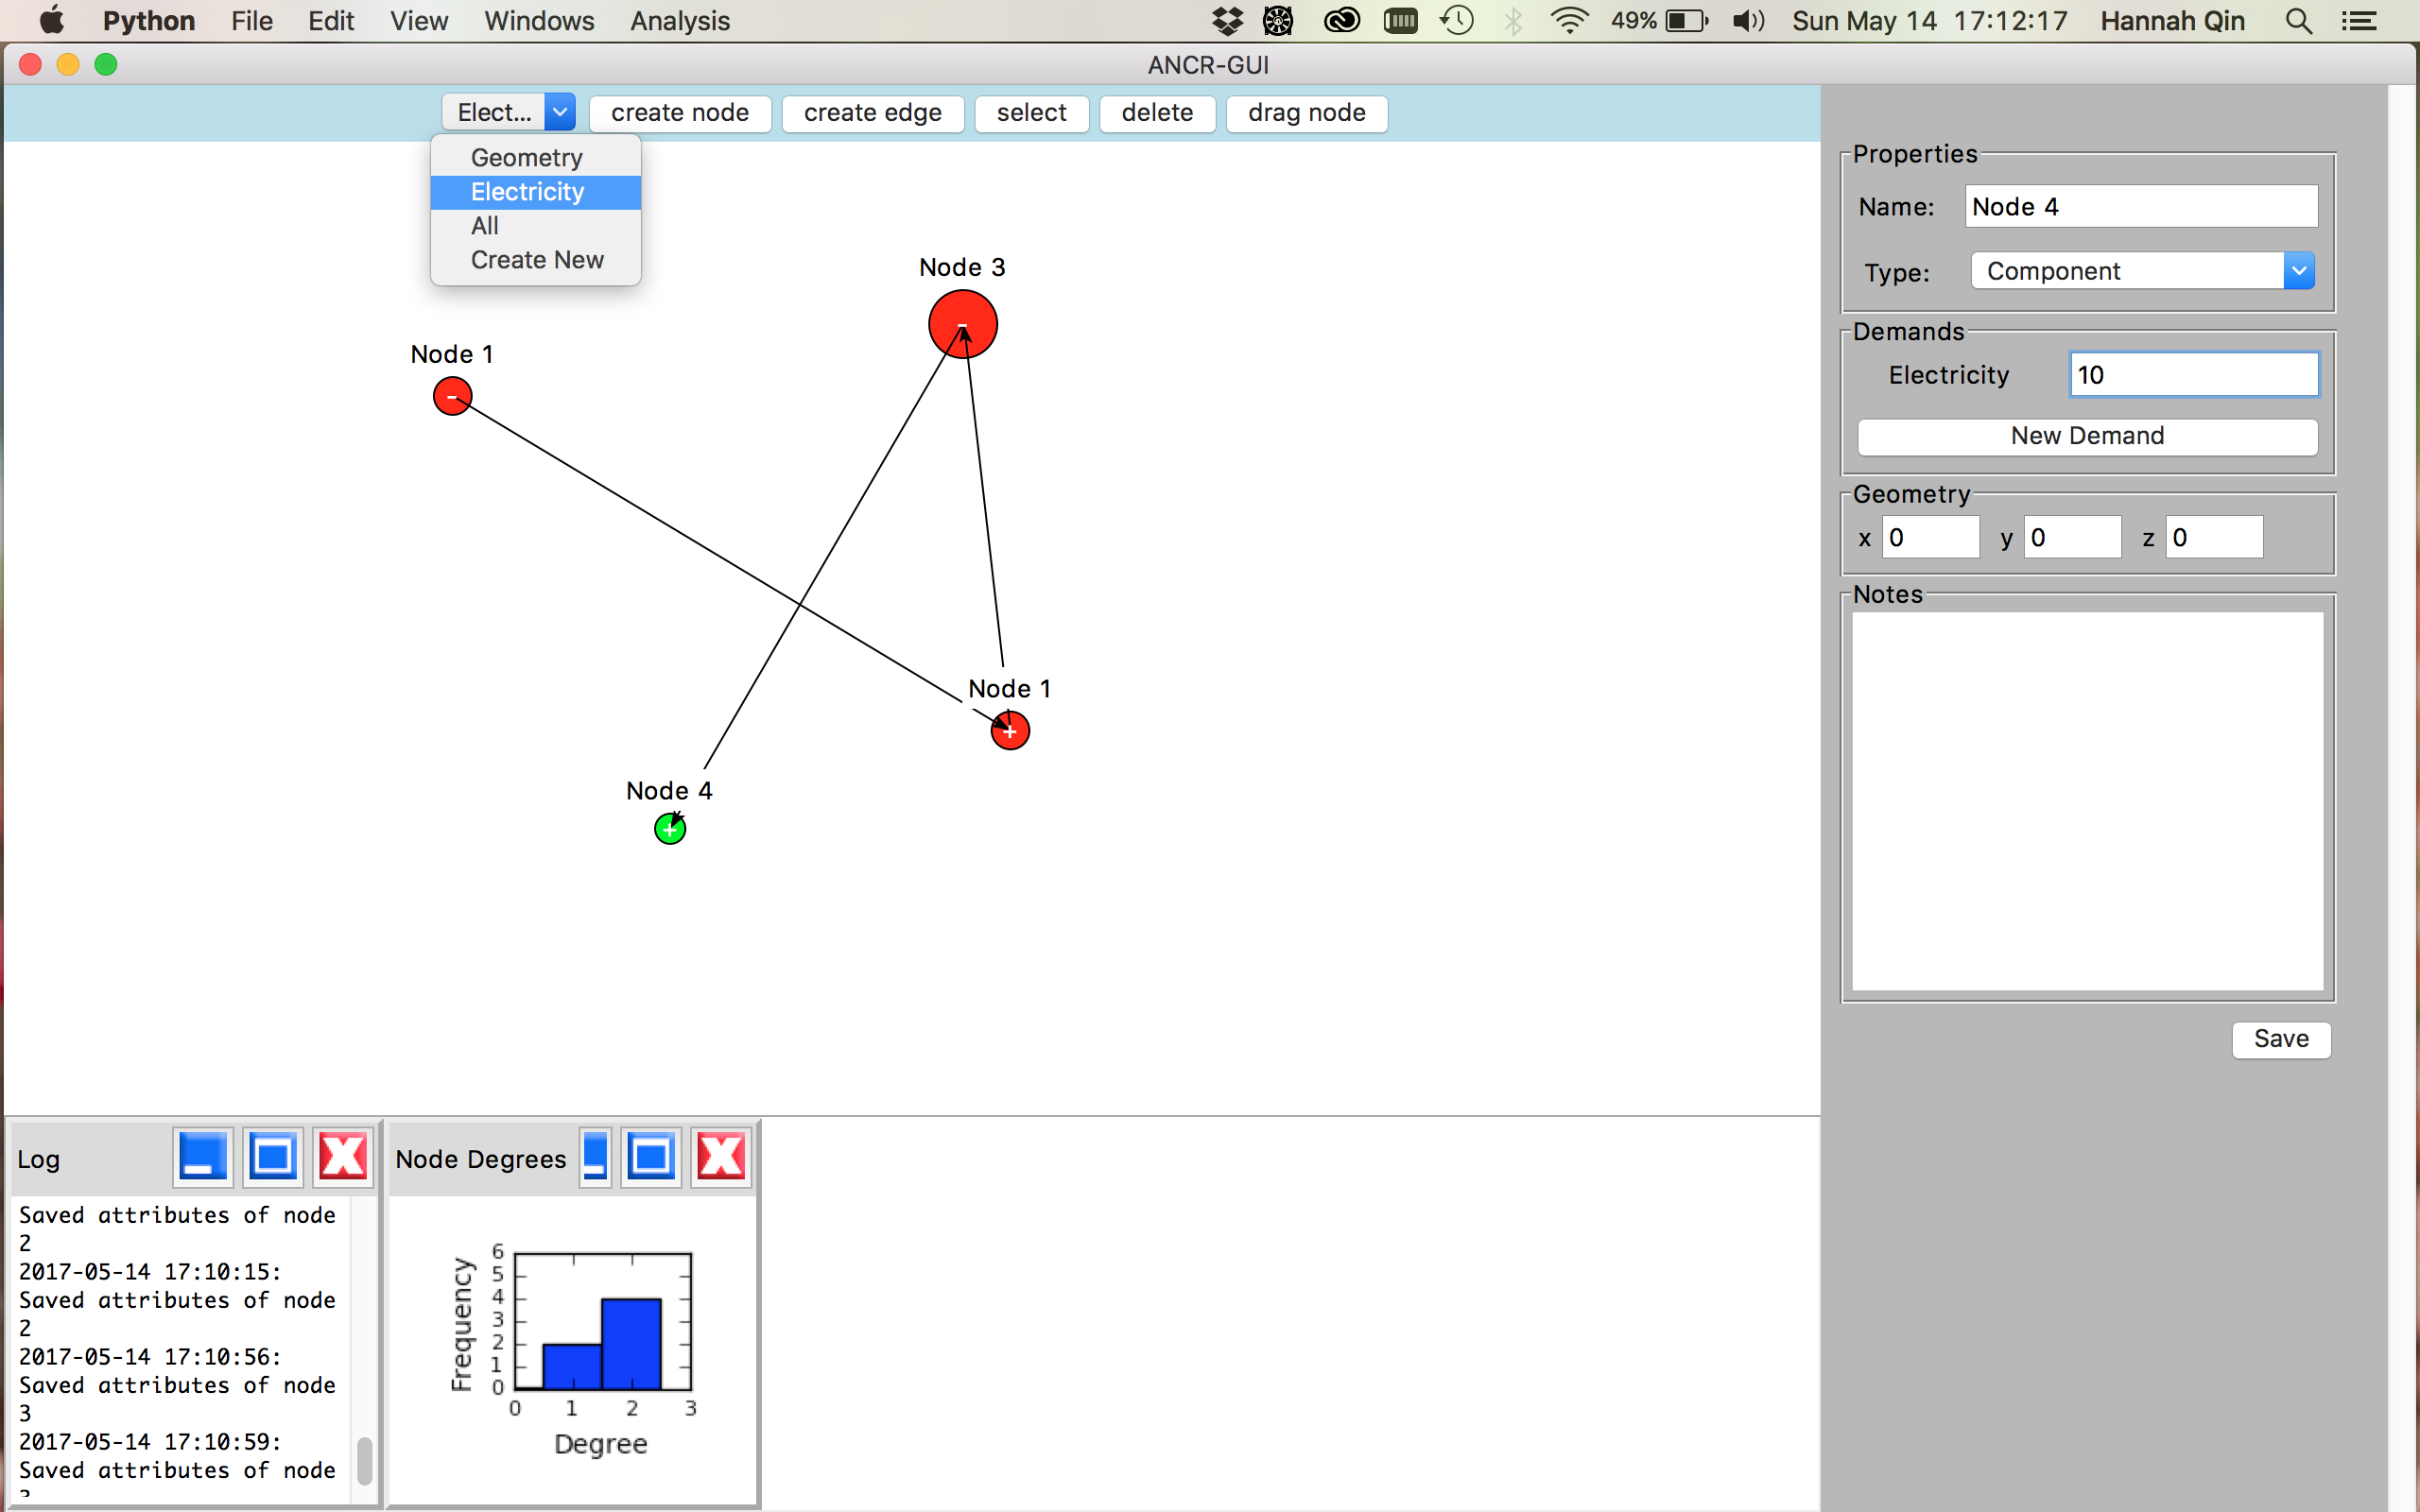 Python File Edit View Windows Analysis 49% Sun May 14 17:12:17 Hannah Qin
ANCR-GUI
Elect... create node create edge select delete drag node
Geometry
Electricity
All
Create New
Node 3
-
Node 1
-
Node 1
+
Node 4
+
Properties
Name: Node 4
Type: Component
Demands
Electricity 10
New Demand
Geometry
x 0 y 0 z 0
Notes
Save
Log
Saved attributes of node
2
2017-05-14 17:10:15:
Saved attributes of node
2
2017-05-14 17:10:56:
Saved attributes of node
3
2017-05-14 17:10:59:
Saved attributes of node
Node Degrees
Frequency
6
5
4
3
2
1
0
0 1 2 3
Degree